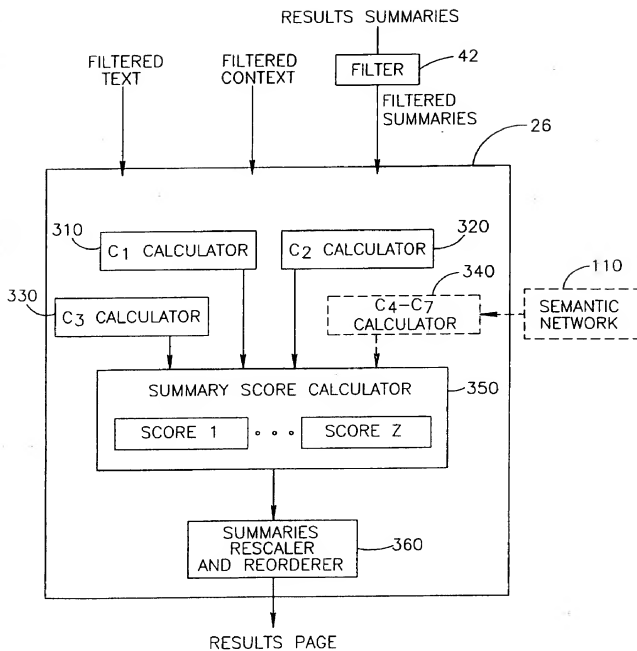 RESULTS SUMMARIES
FILTER
42
FILTERED
TEXT
FILTERED
CONTEXT
FILTERED
SUMMARIES
26
310
C1 CALCULATOR
C2 CALCULATOR
320
330
C3 CALCULATOR
340
C4-C7
CALCULATOR
110
SEMANTIC
NETWORK
SUMMARY SCORE CALCULATOR
350
SCORE 1
SCORE Z
SUMMARIES
RESCALER
AND REORDERER
360
RESULTS PAGE